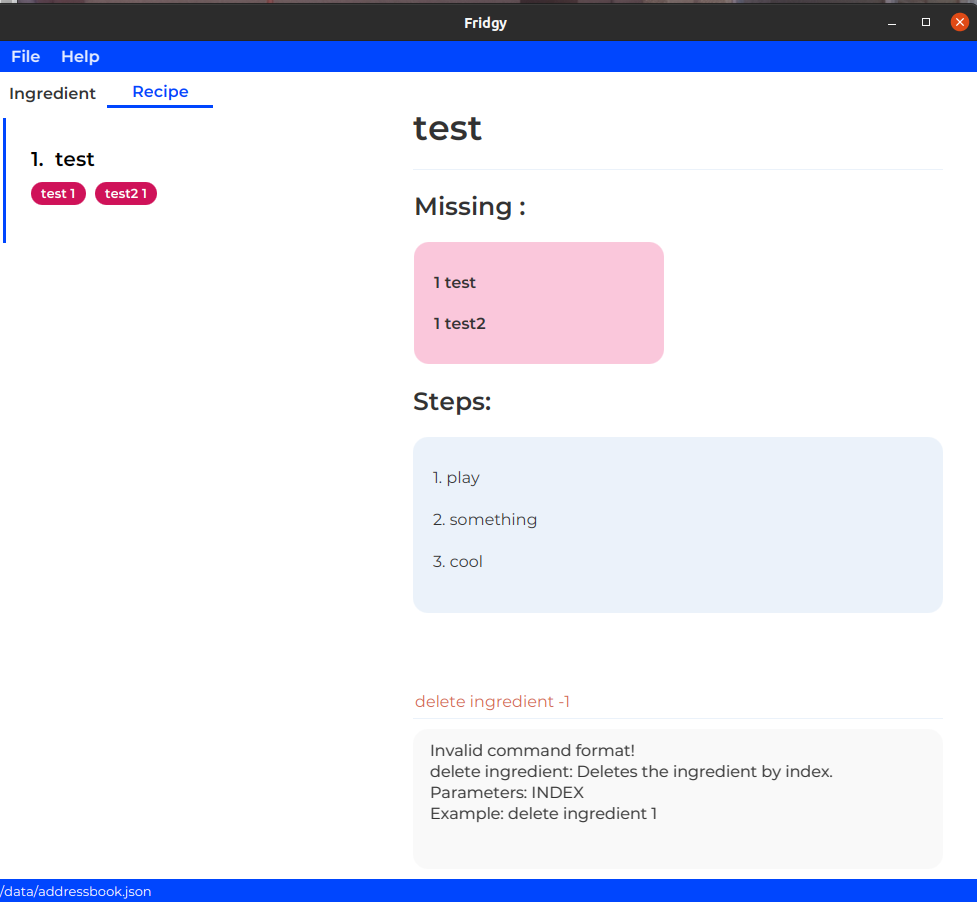 Fridgy
File Help
Ingredient Recipe
1. test
test 1 test2 1
test
Missing :
1 test
1 test2
Steps:
1. play
2. something
3. cool
delete ingredient -1
Invalid command format!
delete ingredient: Deletes the ingredient by index.
Parameters: INDEX
Example: delete ingredient 1
/data/addressbook.json